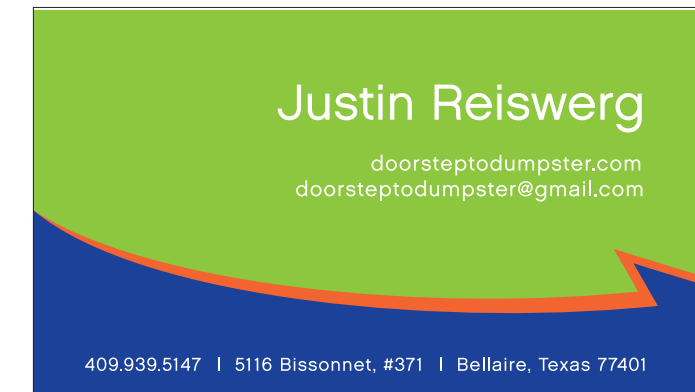 Justin Reiswerg
doorsteptodumpster.com
doorsteptodumpster@gmail.com
409.939.5147 | 5116 Bissonnet, #371 | Bellaire, Texas 77401